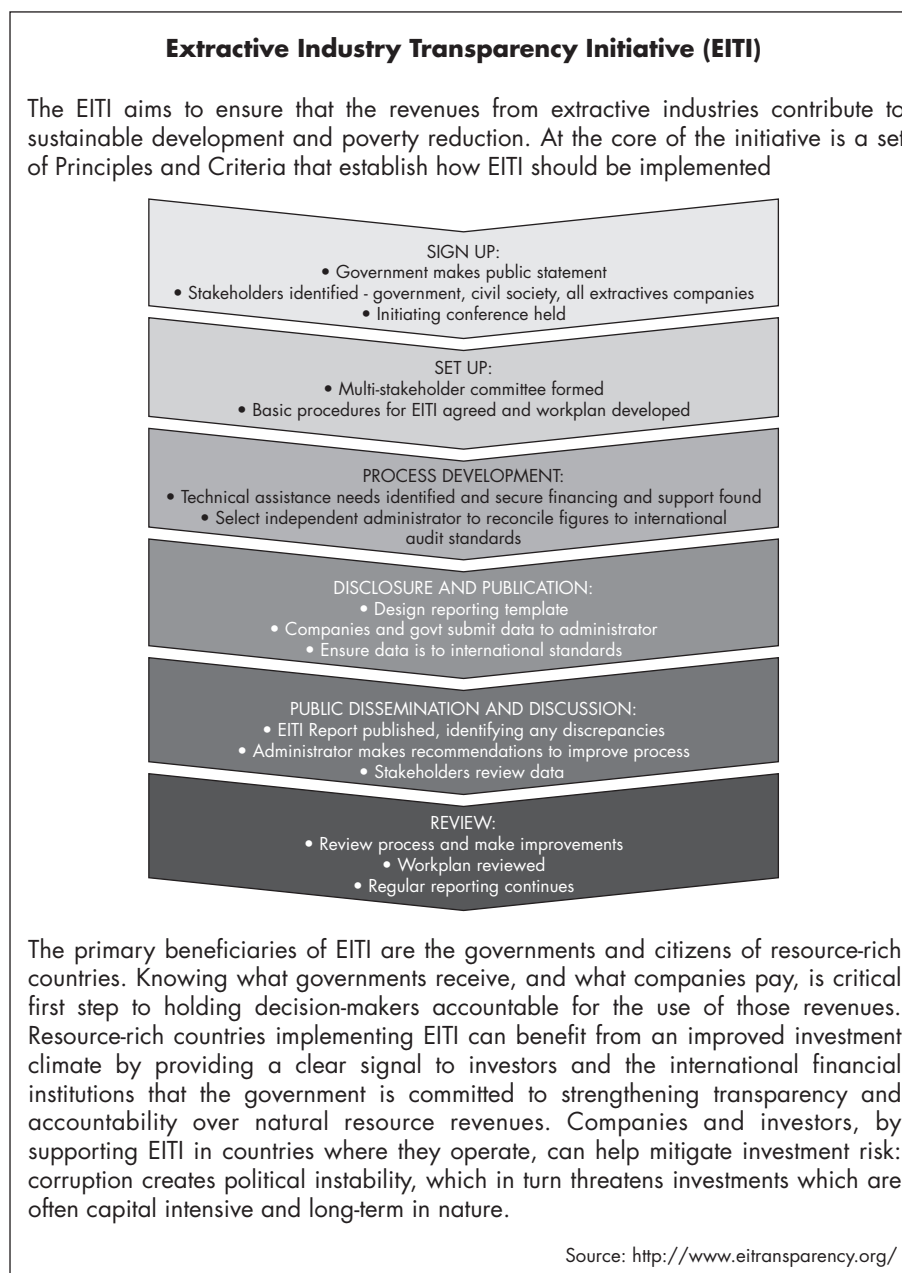 Extractive Industry Transparency Initiative (EITI)
The EITI aims to ensure that the revenues from extractive industries contribute to
sustainable development and poverty reduction. At the core of the initiative is a set
of Principles and Criteria that establish how EITI should be implemented
SIGN UP:
• Government makes public statement
• Stakeholders identified - government, civil society, all extractives companies
• Initiating conference held
SET UP:
• Multi-stakeholder committee formed
• Basic procedures for EITI agreed and workplan developed
PROCESS DEVELOPMENT:
• Technical assistance needs identified and secure financing and support found
• Select independent administrator to reconcile figures to international
audit standards
DISCLOSURE AND PUBLICATION:
• Design reporting template
• Companies and govt submit data to administrator
• Ensure data is to international standards
PUBLIC DISSEMINATION AND DISCUSSION:
• EITI Report published, identifying any discrepancies
• Administrator makes recommendations to improve process
• Stakeholders review data
REVIEW:
• Review process and make improvements
• Workplan reviewed
• Regular reporting continues
The primary beneficiaries of EITI are the governments and citizens of resource-rich
countries. Knowing what governments receive, and what companies pay, is critical
first step to holding decision-makers accountable for the use of those revenues.
Resource-rich countries implementing EITI can benefit from an improved investment
climate by providing a clear signal to investors and the international financial
institutions that the government is committed to strengthening transparency and
accountability over natural resource revenues. Companies and investors, by
supporting EITI in countries where they operate, can help mitigate investment risk:
corruption creates political instability, which in turn threatens investments which are
often capital intensive and long-term in nature.
Source: http://www.eitransparency.org/